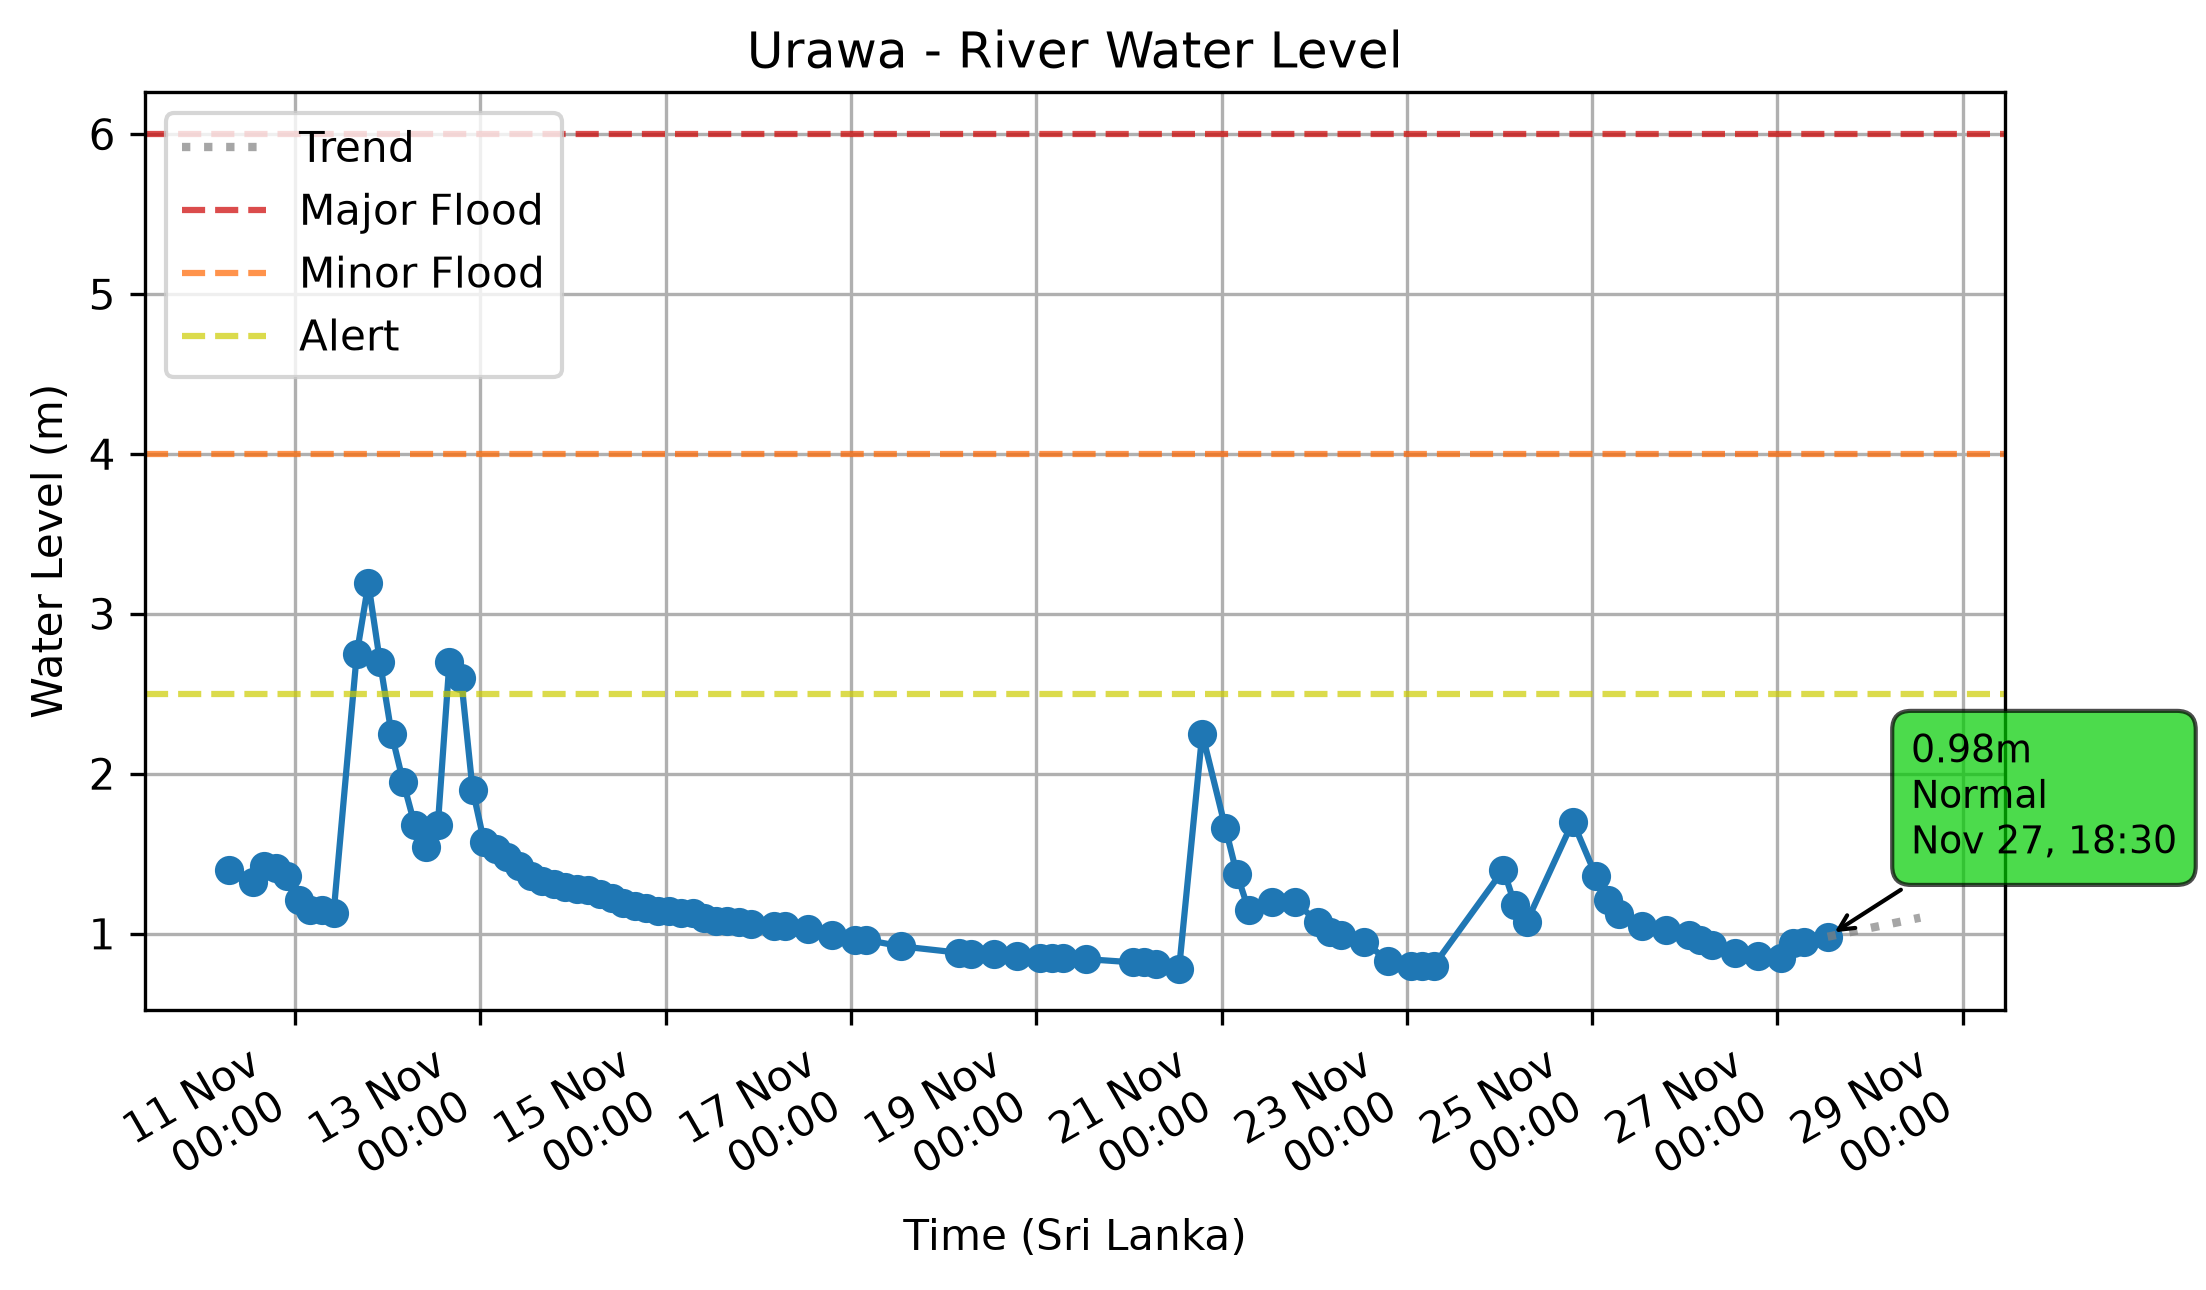 Urawa - River Water Level
Water Level (m)
6
5
4
3
2
1
Trend
Major Flood
Minor Flood
Alert
0.98m
Normal
Nov 27, 18:30
11 Nov
00:00
13 Nov
00:00
15 Nov
00:00
17 Nov
00:00
19 Nov
00:00
21 Nov
00:00
23 Nov
00:00
25 Nov
00:00
27 Nov
00:00
29 Nov
00:00
Time (Sri Lanka)